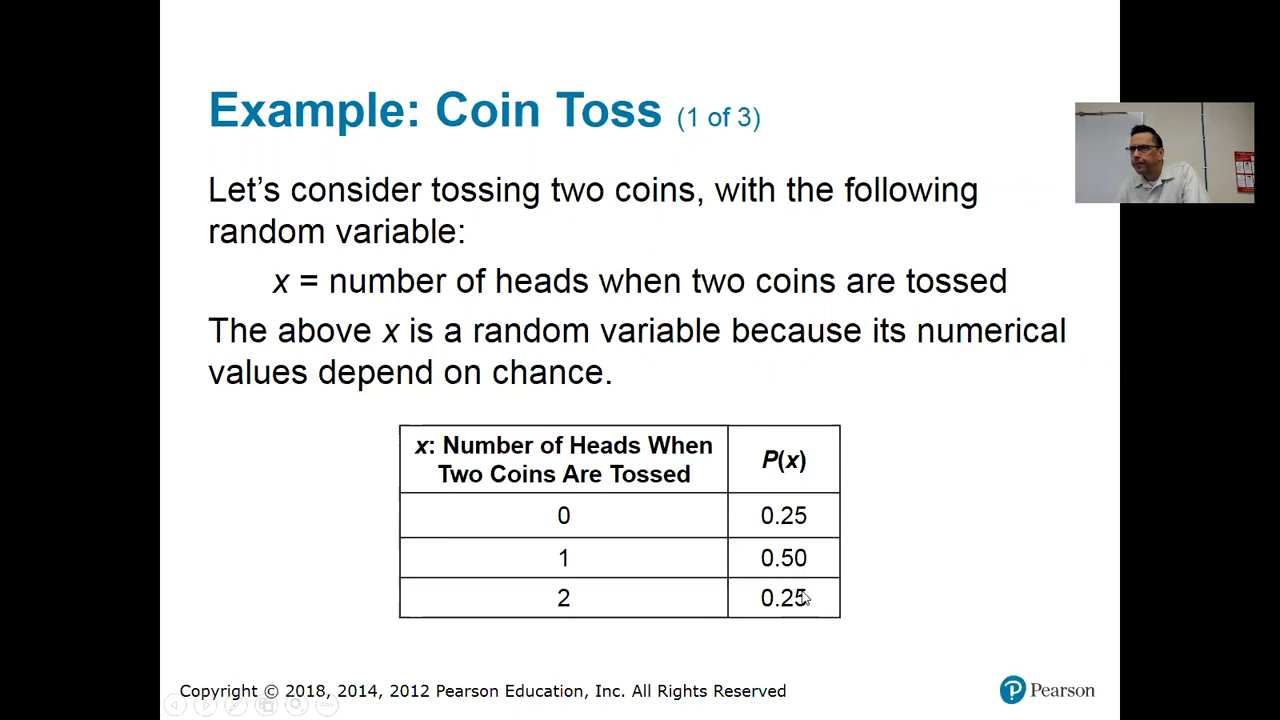 Example: Coin Toss (1 of 3)
Let’s consider tossing two coins, with the following
random variable:
x = number of heads when two coins are tossed
The above x is a random variable because its numerical
values depend on chance.
x: Number of Heads When
Two Coins Are Tossed
P(x)
0 0.25
1 0.50
2 0.25
Copyright © 2018, 2014, 2012 Pearson Education, Inc. All Rights Reserved
P Pearson